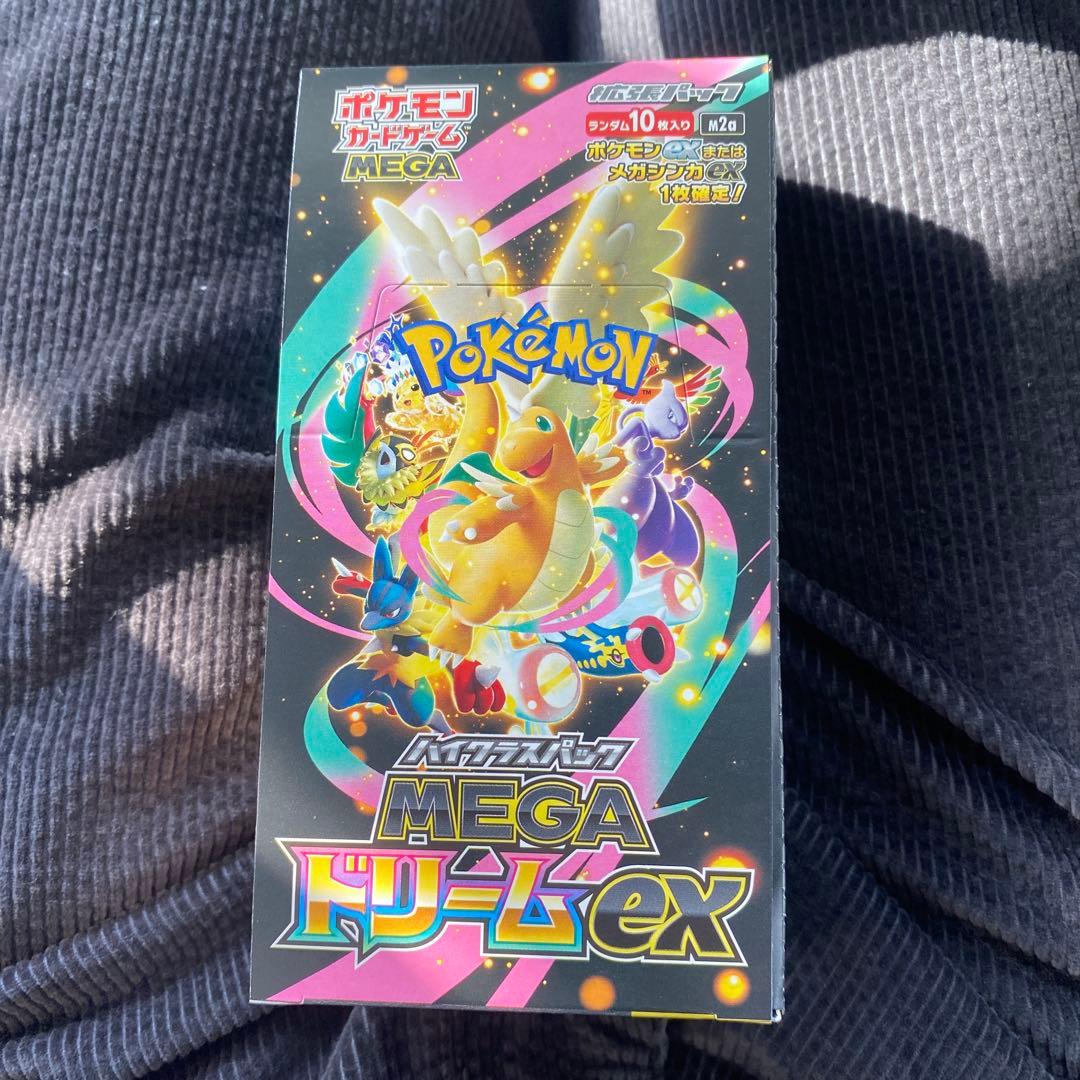 ポケモン
カードゲーム
MEGA
拡張パック
ランダム10枚入り M2a
ポケモンexまたは
メガシンカex
1枚確定!
POKéMON
TM
ハイクラスパック
MEGA
ドリームex